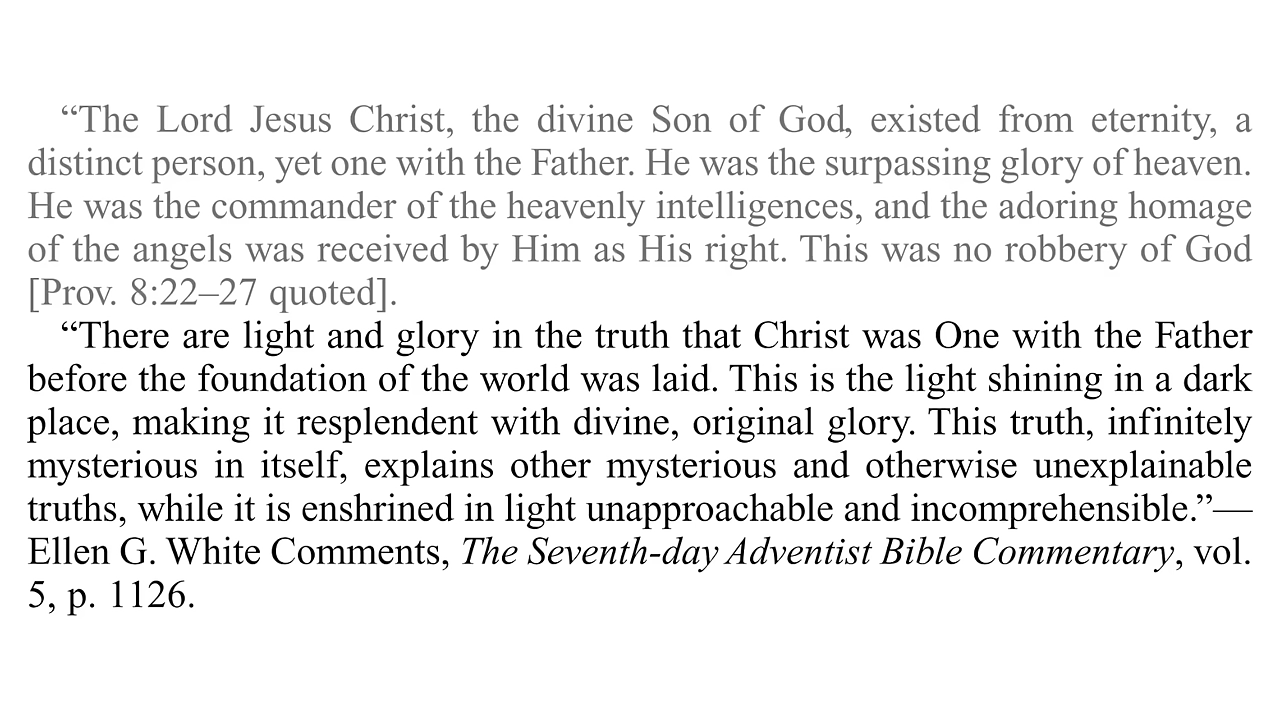 “The Lord Jesus Christ, the divine Son of God, existed from eternity, a
distinct person, yet one with the Father. He was the surpassing glory of heaven.
He was the commander of the heavenly intelligences, and the adoring homage
of the angels was received by Him as His right. This was no robbery of God
[Prov. 8:22–27 quoted].
“There are light and glory in the truth that Christ was One with the Father
before the foundation of the world was laid. This is the light shining in a dark
place, making it resplendent with divine, original glory. This truth, infinitely
mysterious in itself, explains other mysterious and otherwise unexplainable
truths, while it is enshrined in light unapproachable and incomprehensible.”—
Ellen G. White Comments, The Seventh-day Adventist Bible Commentary, vol.
5, p. 1126.